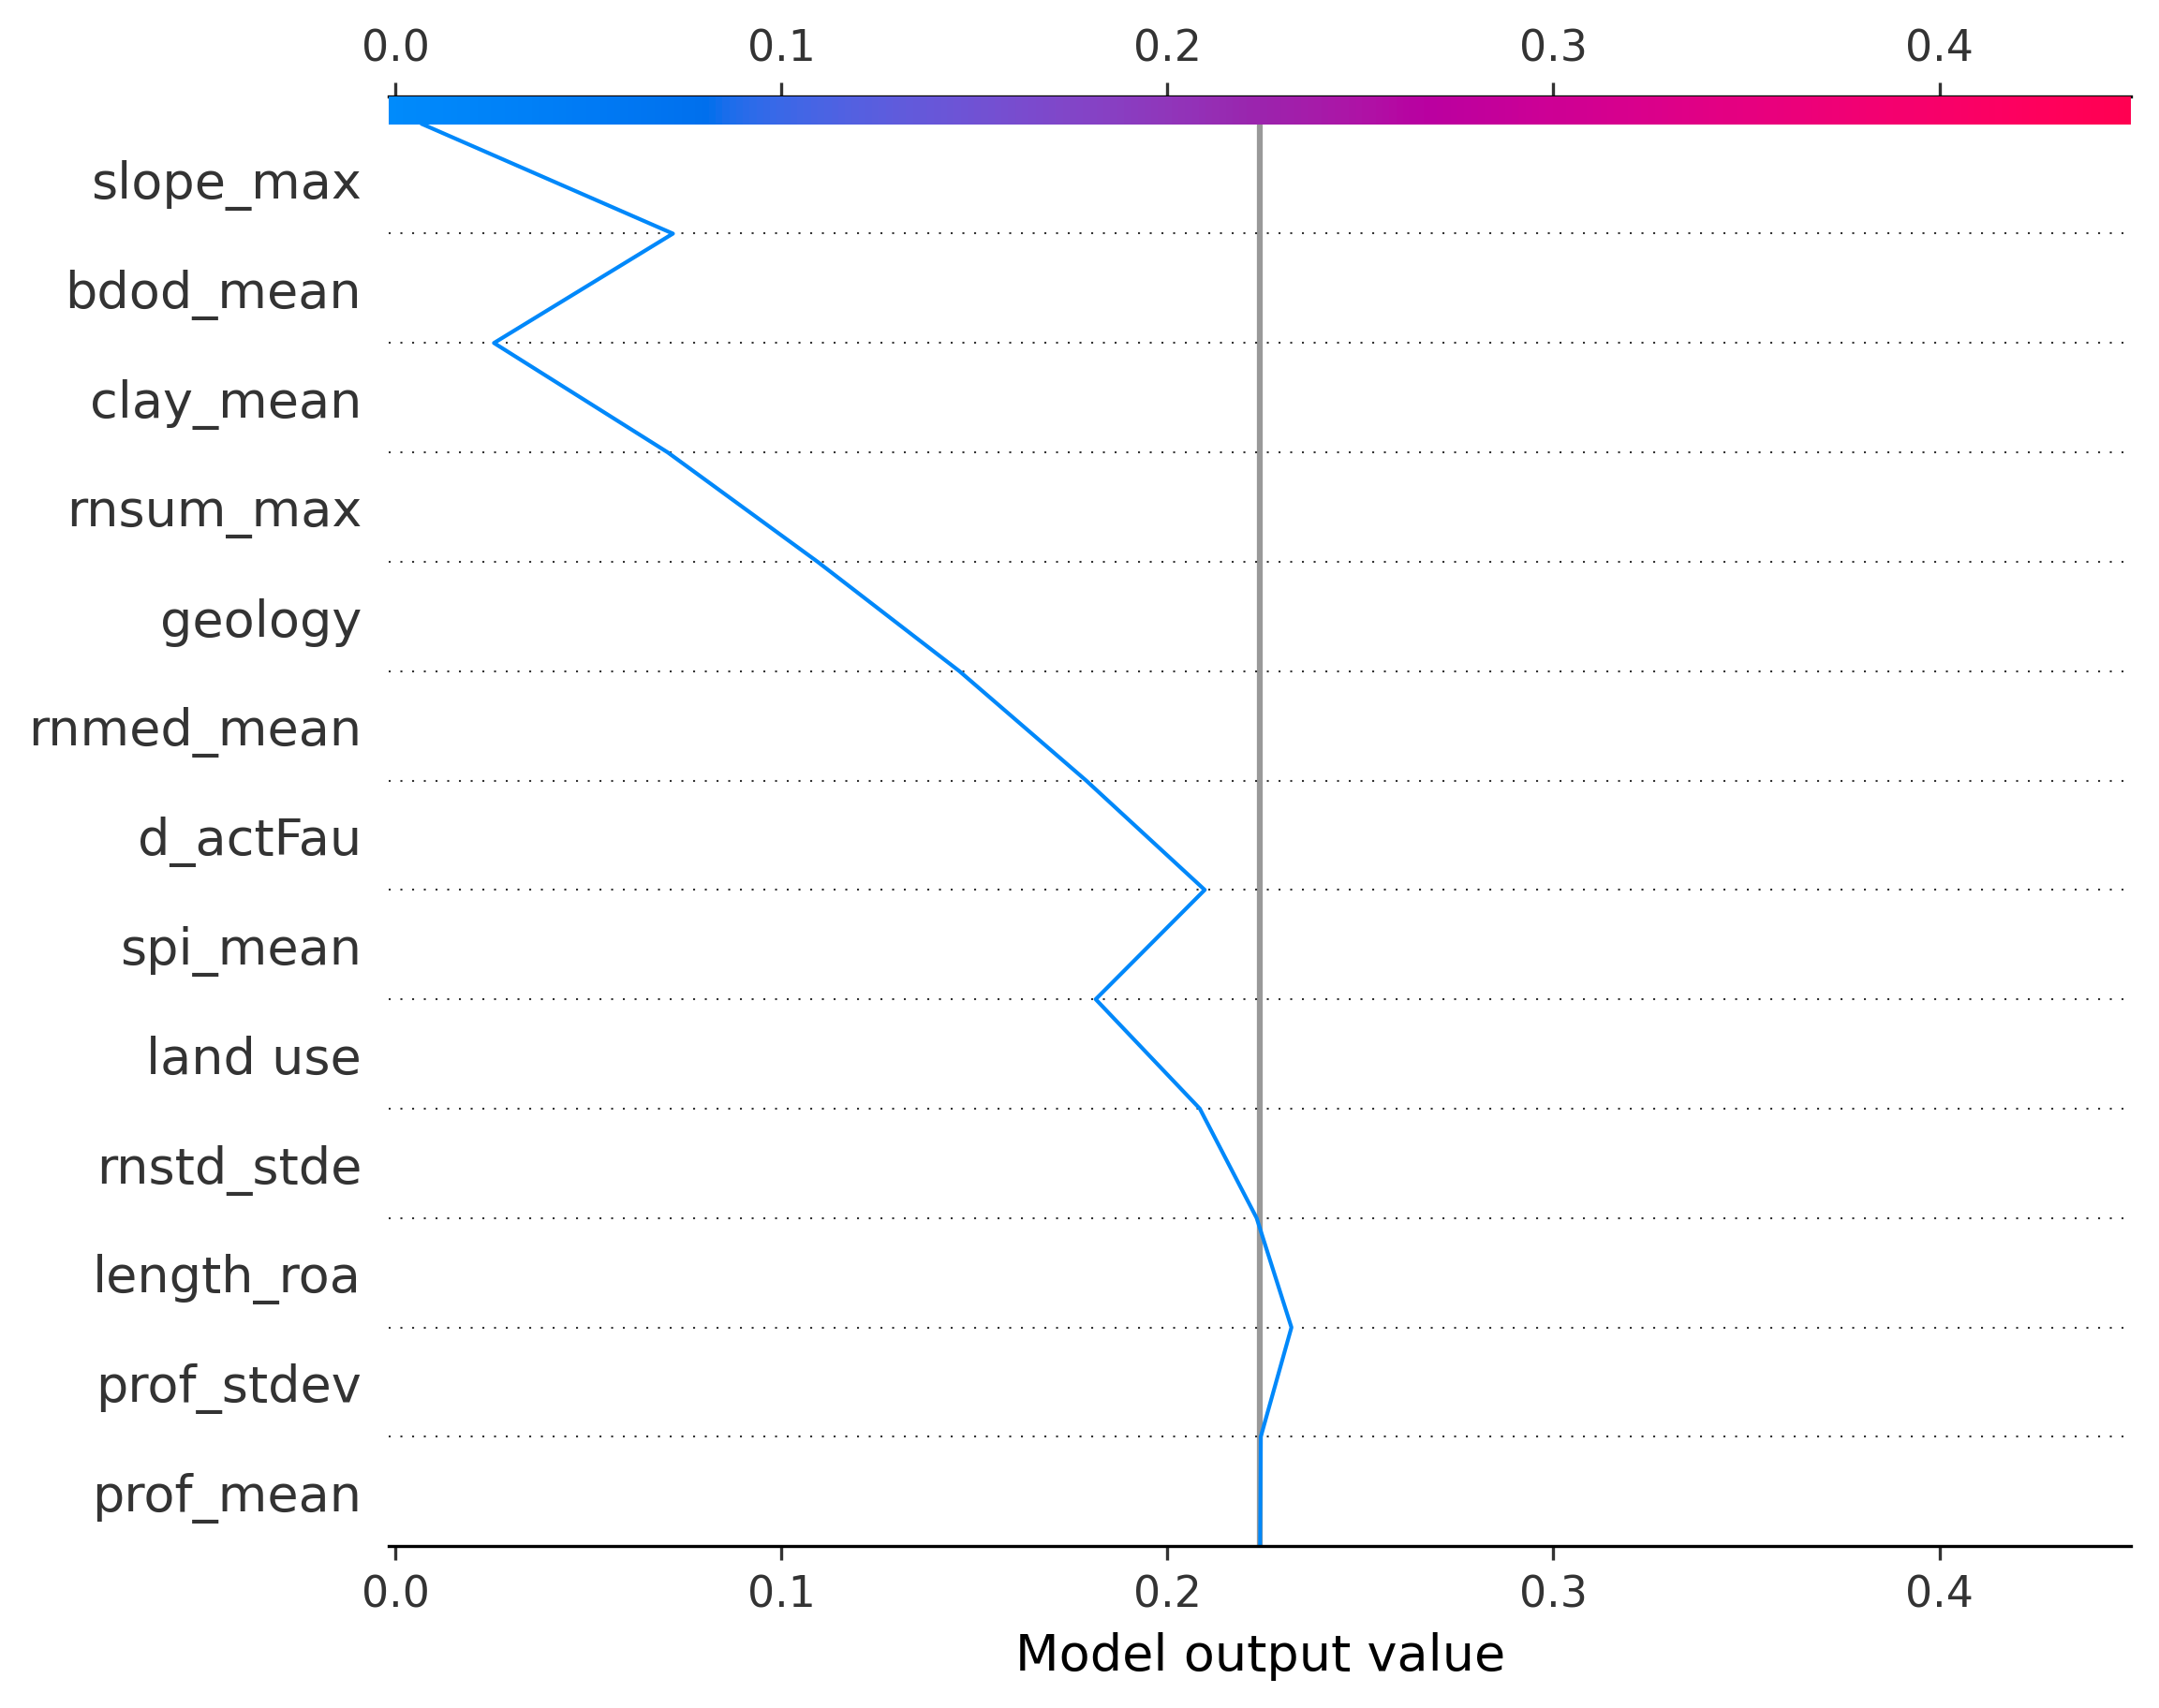 0.0 0.1 0.2 0.3 0.4
slope_max
bdod_mean
clay_mean
rnsum_max
geology
rnmed_mean
d_actFau
spi_mean
land use
rnstd_stde
length_roa
prof_stdev
prof_mean
0.0 0.1 0.2 0.3 0.4
Model output value